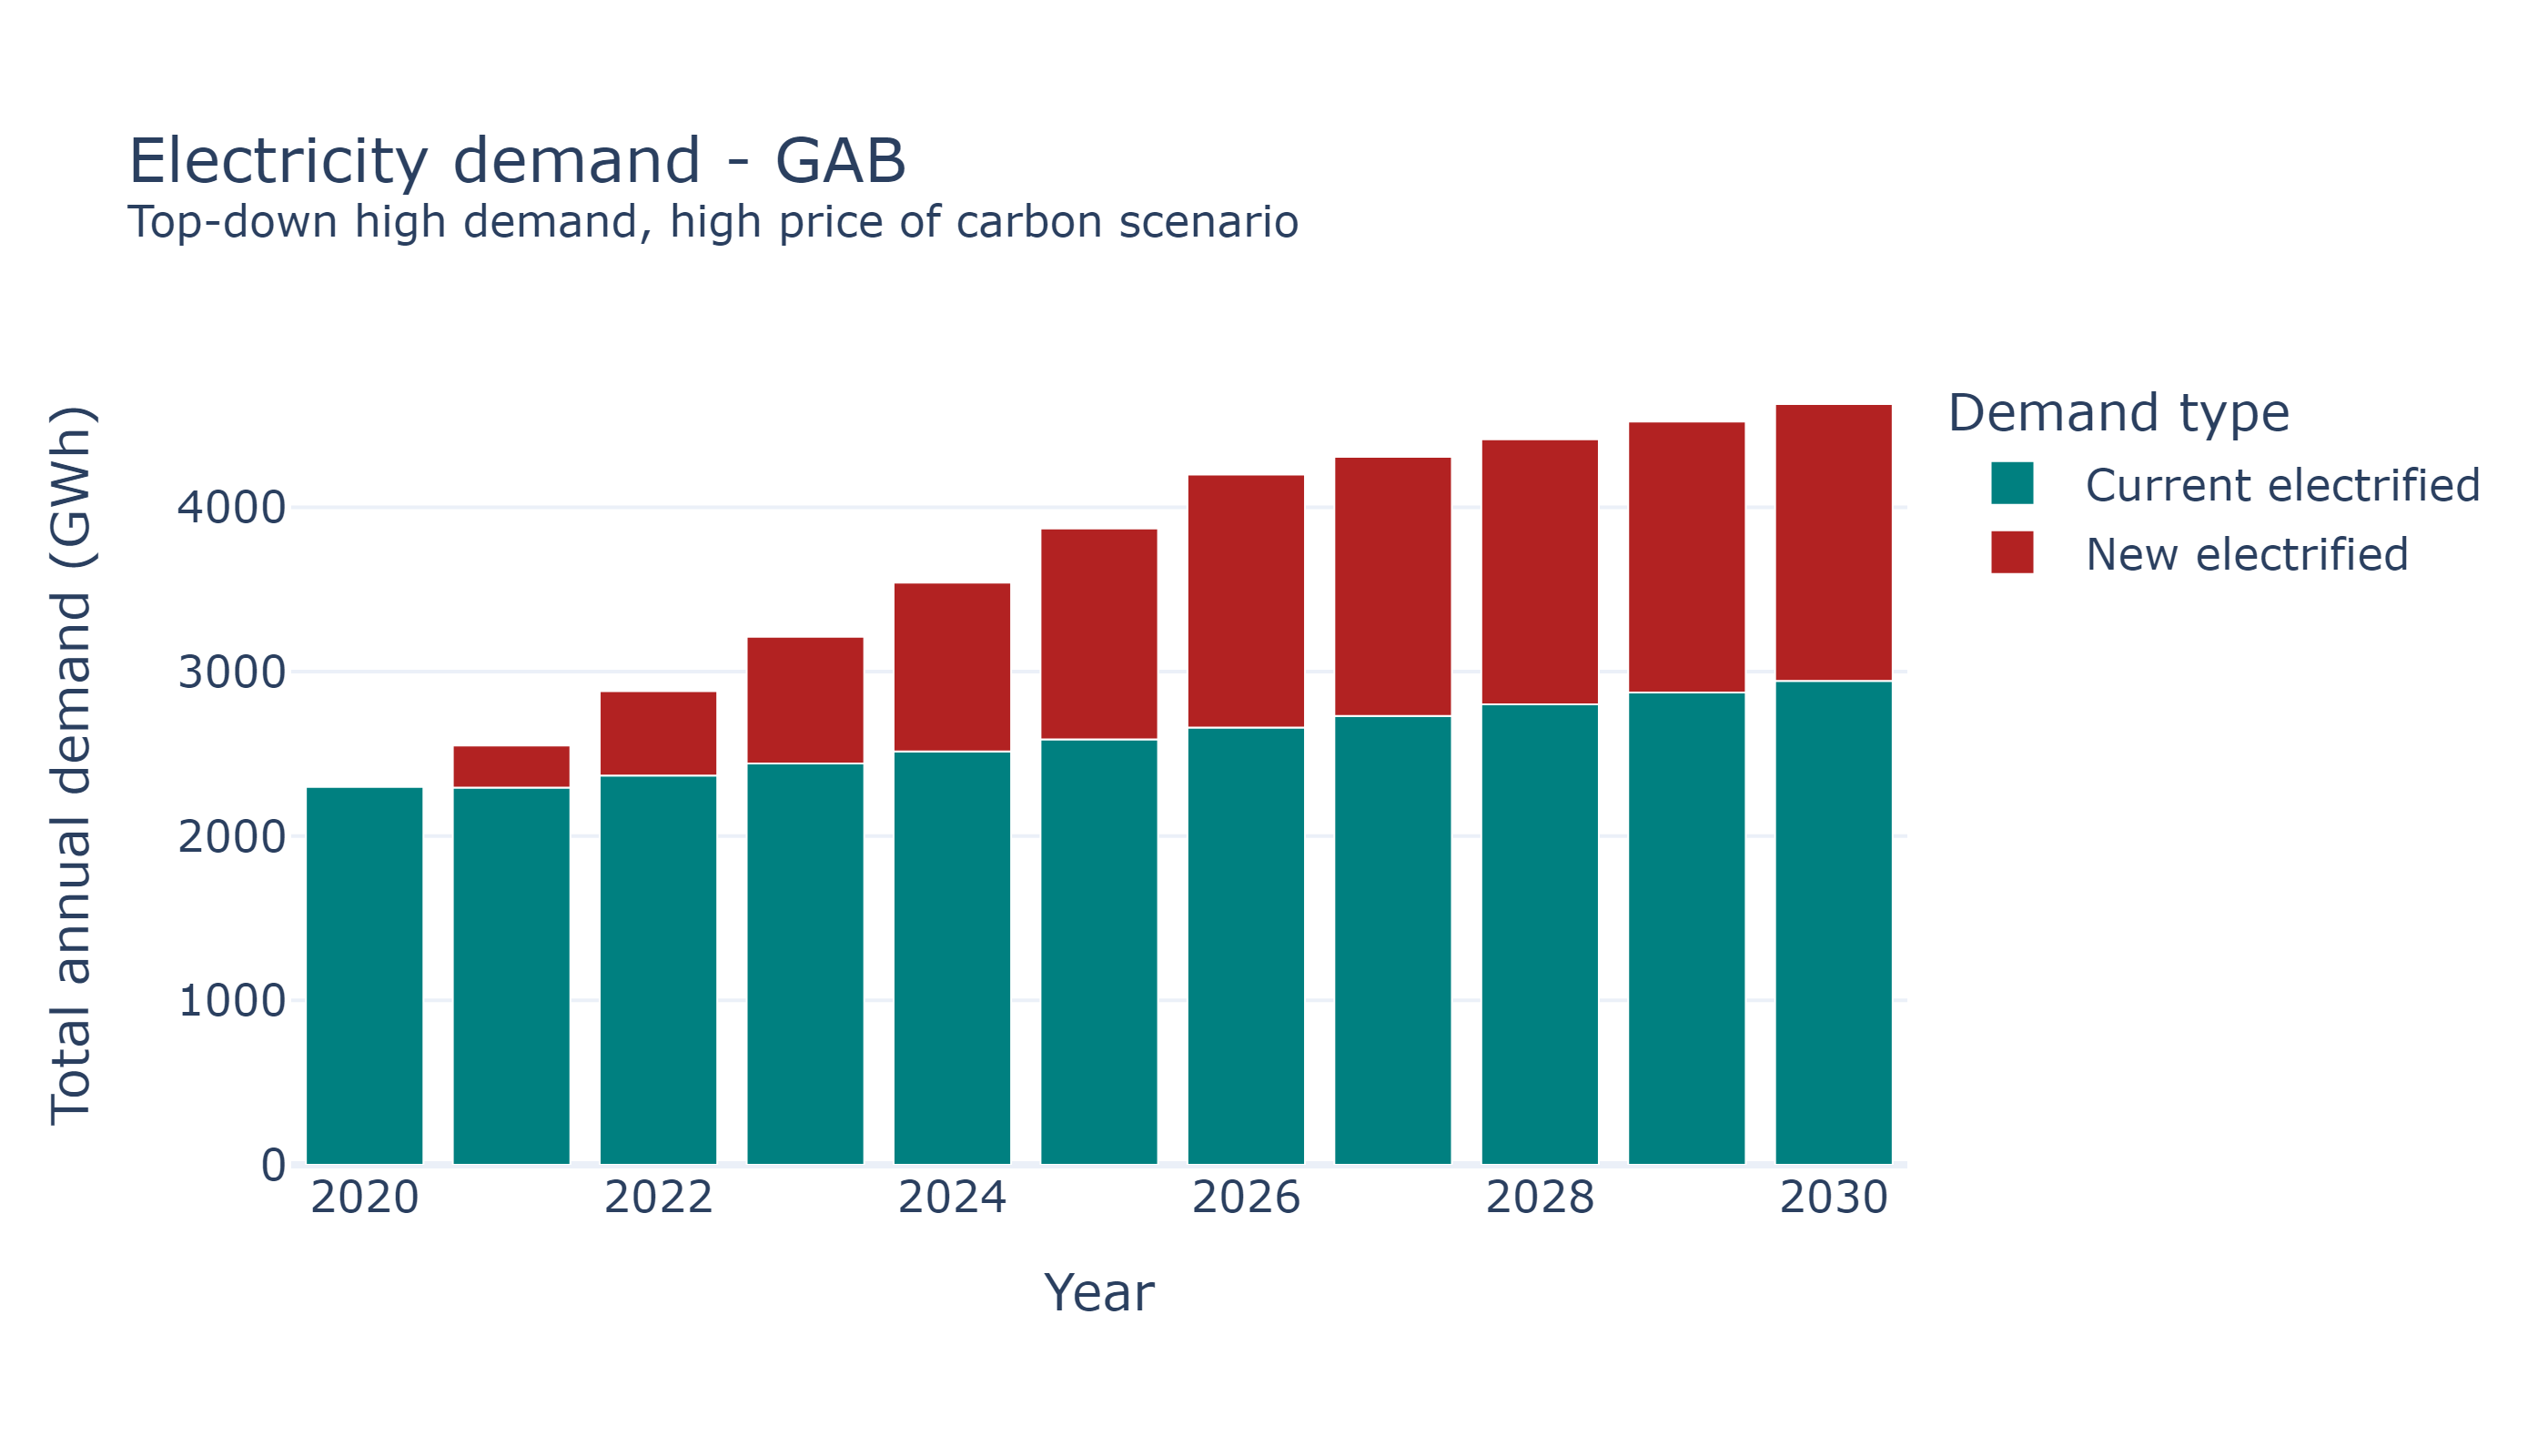 Electricity demand - GAB
Top-down high demand, high price of carbon scenario
Total annual demand (GWh)
4000
3000
2000
1000
0
2020 2022 2024 2026 2028 2030
Year
Demand type
Current electrified
New electrified